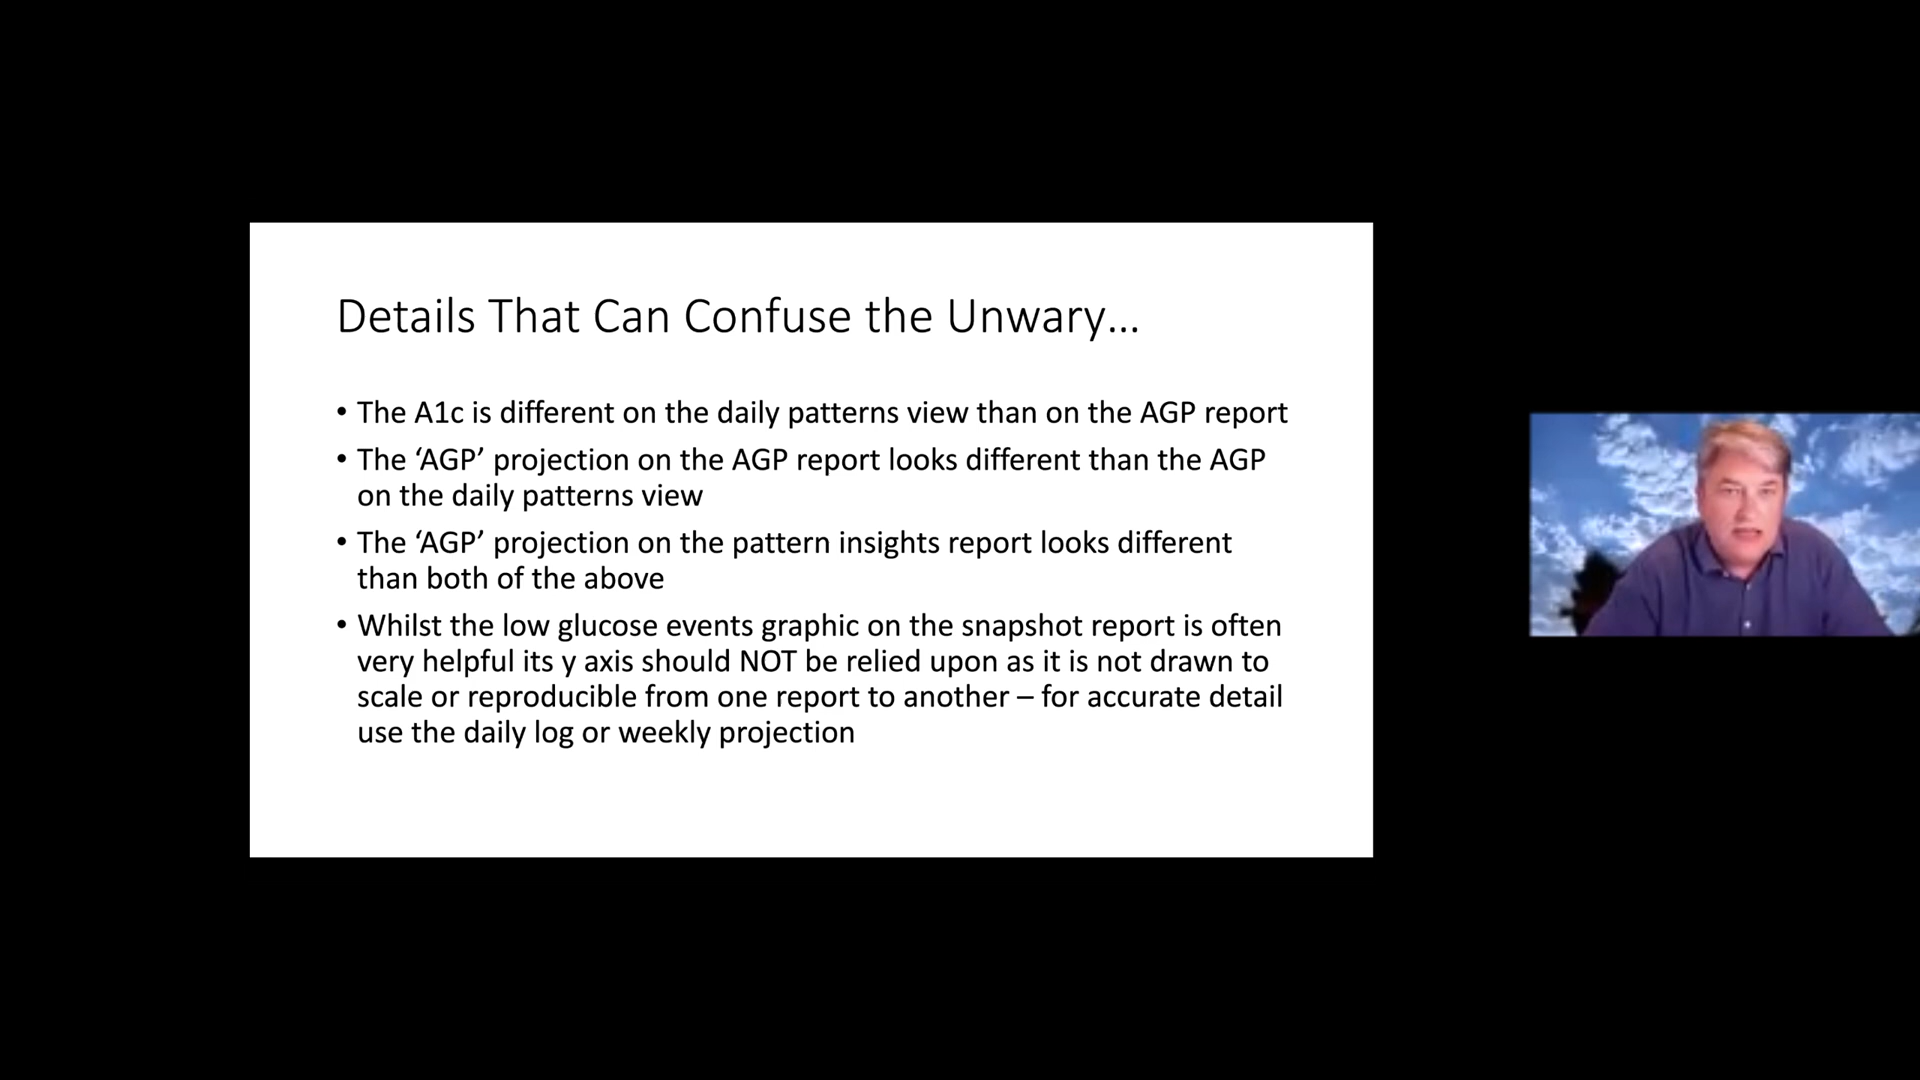 Details That Can Confuse the Unwary...
• The A1c is different on the daily patterns view than on the AGP report
• The ‘AGP’ projection on the AGP report looks different than the AGP
on the daily patterns view
• The ‘AGP’ projection on the pattern insights report looks different
than both of the above
• Whilst the low glucose events graphic on the snapshot report is often
very helpful its y axis should NOT be relied upon as it is not drawn to
scale or reproducible from one report to another – for accurate detail
use the daily log or weekly projection